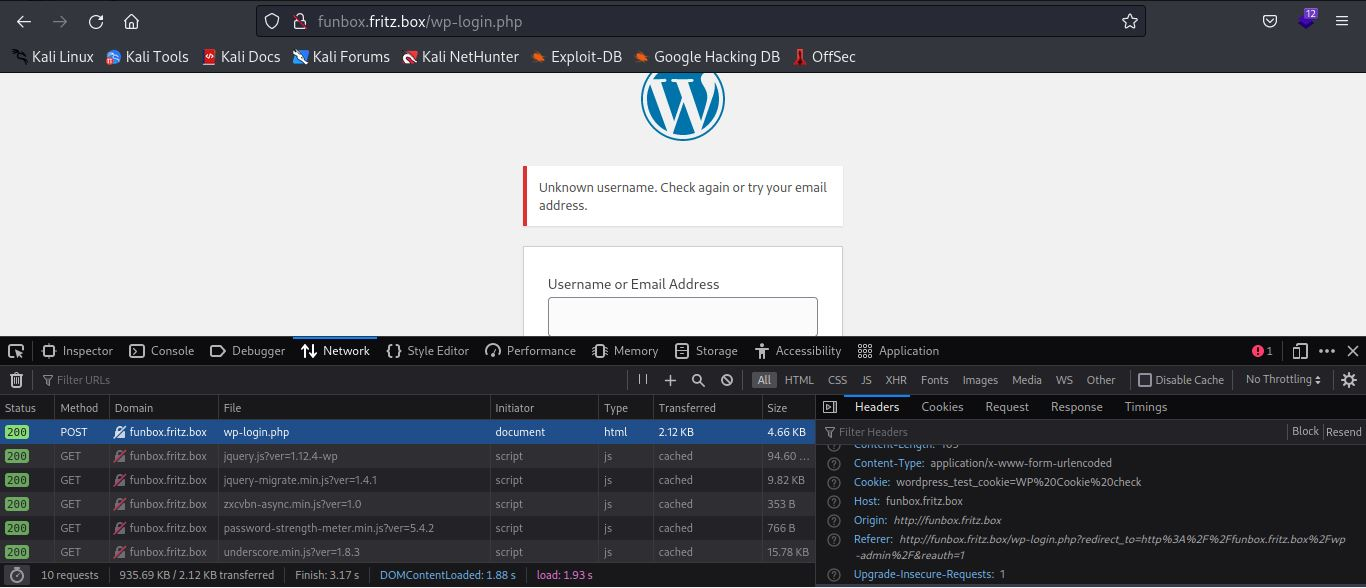 funbox.fritz.box/wp-login.php
12
Kali Linux Kali Tools Kali Docs Kali Forums Kali NetHunter Exploit-DB Google Hacking DB OffSec
Unknown username. Check again or try your email
address.
Username or Email Address
Inspector Console Debugger Network Style Editor Performance Memory Storage Accessibility Application 1
Filter URLs All HTML CSS JS XHR Fonts Images Media WS Other Disable Cache No Throttling
Status Method Domain File Initiator Type Transferred Size Headers Cookies Request Response Timings
200 POST funbox.fritz.box wp-login.php document html 2.12 KB 4.66 KB
Filter Headers Block Resend
200 GET funbox.fritz.box jquery.js?ver=1.12.4-wp script js cached 94.60 …
200 GET funbox.fritz.box jquery-migrate.min.js?ver=1.4.1 script js cached 9.82 KB
200 GET funbox.fritz.box zxcvbn-async.min.js?ver=1.0 script js cached 353 B
200 GET funbox.fritz.box password-strength-meter.min.js?ver=5.4.2 script js cached 766 B
200 GET funbox.fritz.box underscore.min.js?ver=1.8.3 script js cached 15.78 KB
Content-Length:
Content-Type: application/x-www-form-urlencoded
Cookie: wordpress_test_cookie=WP%20Cookie%20check
Host: funbox.fritz.box
Origin: http://funbox.fritz.box
Referer: http://funbox.fritz.box/wp-login.php?redirect_to=http%3A%2F%2Ffunbox.fritz.box%2Fwp
-admin%2F&reauth=1
Upgrade-Insecure-Requests: 1
10 requests 935.69 KB / 2.12 KB transferred Finish: 3.17 s DOMContentLoaded: 1.88 s load: 1.93 s